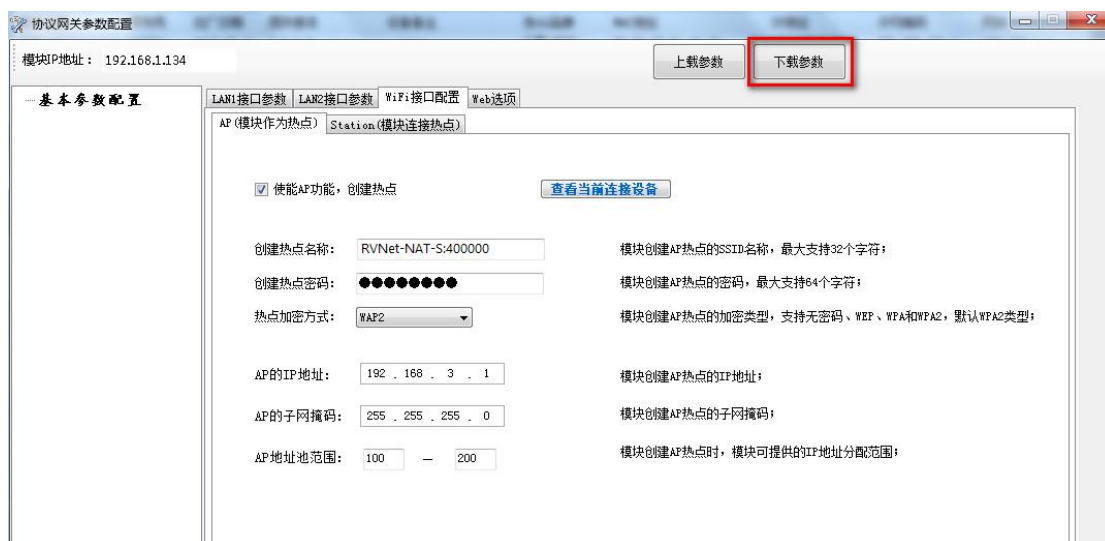 协议网关参数配置
模块IP地址： 192.168.1.134
上载参数 下载参数
基本参数配置
LAN1接口参数 LAN2接口参数 WiFi接口配置 Web选项
AP(模块作为热点) Station(模块连接热点)
使能AP功能，创建热点 查看当前连接设备
创建热点名称： RVNet-NAT-S:400000 模块创建AP热点的SSID名称，最大支持32个字符；
创建热点密码： ●●●●●●●● 模块创建AP热点的密码，最大支持64个字符；
热点加密方式： WAP2 模块创建AP热点的加密类型，支持无密码、WEP、WPA和WPA2，默认WPA2类型；
AP的IP地址： 192 . 168 . 3 . 1 模块创建AP热点的IP地址；
AP的子网掩码： 255 . 255 . 255 . 0 模块创建AP热点的子网掩码；
AP地址池范围： 100 — 200 模块创建AP热点时，模块可提供的IP地址分配范围；